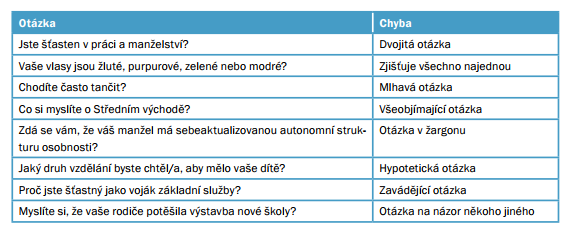 Otázka Chyba
Jste šťasten v práci a manželství? Dvojitá otázka
Vaše vlasy jsou žluté, purpurové, zelené nebo modré? Zjišťuje všechno najednou
Chodíte často tančit? Mlhavá otázka
Co si myslíte o Středním východě? Všeobjímající otázka
Zdá se vám, že váš manžel má sebeaktualizovanou autonomní struk- Otázka v žargonu
turu osobnosti?
Jaký druh vzdělání byste chtěl/a, aby mělo vaše dítě? Hypotetická otázka
Proč jste šťastný jako voják základní služby? Zavádějící otázka
Myslíte si, že vaše rodiče potěšila výstavba nové školy? Otázka na názor někoho jiného